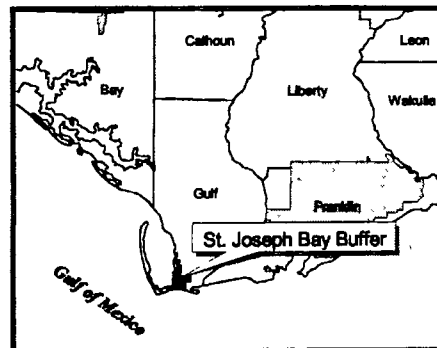 Calhoun
Leon
Bay
Liberty
Wakulla
Gulf
Franklin
St. Joseph Bay Buffer
Gulf of Mexico